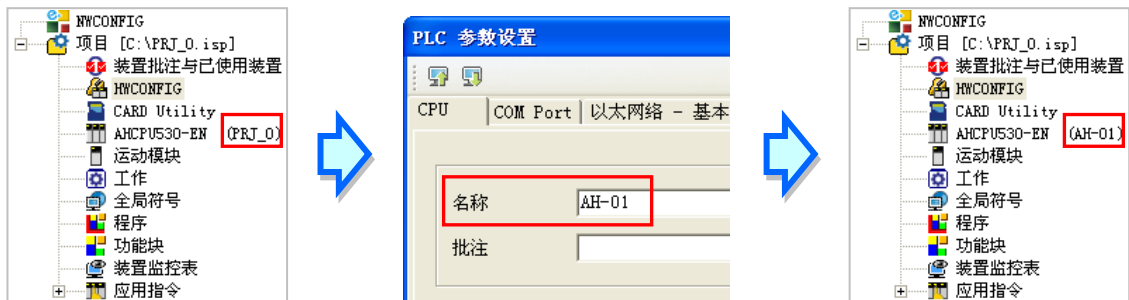 NWCONFIG
项目 [C:\PRJ_0.isp]
装置批注与已使用装置
HWCONFIG
CARD Utility
AHCPU530-EN (PRJ_0)
运动模块
工作
全局符号
程序
功能块
装置监控表
应用指令
PLC 参数设置
CPU COM Port 以太网络 - 基本
名称 AH-01
批注
NWCONFIG
项目 [C:\PRJ_0.isp]
装置批注与已使用装置
HWCONFIG
CARD Utility
AHCPU530-EN (AH-01)
运动模块
工作
全局符号
程序
功能块
装置监控表
应用指令